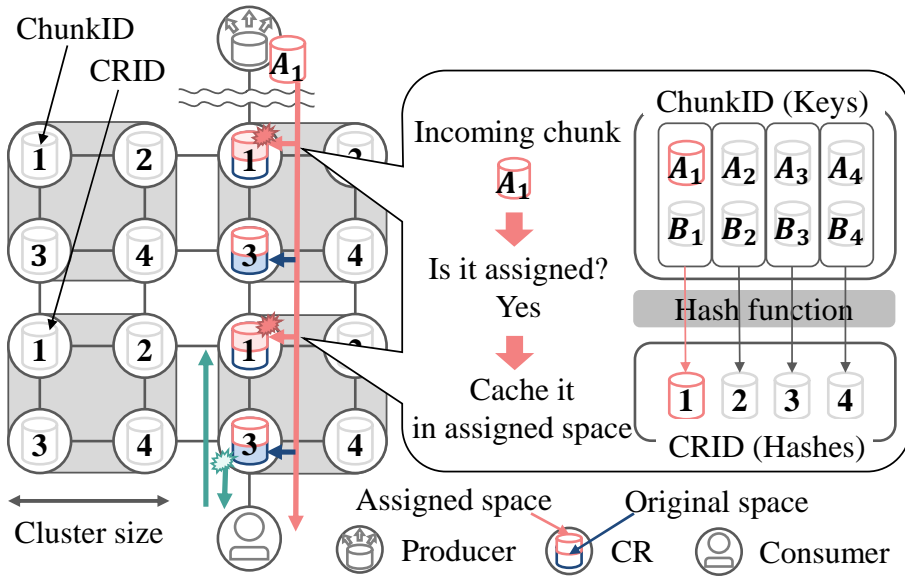 ChunkID
CRID
A₁
1 2 1 2
3 4 3 4
1 2 1 2
3 4 3 4
Cluster size
Incoming chunk
A₁
Is it assigned?
Yes
Cache it
in assigned space
ChunkID (Keys)
A₁ A₂ A₃ A₄
B₁ B₂ B₃ B₄
Hash function
1 2 3 4
CRID (Hashes)
Assigned space
Original space
Producer
CR
Consumer